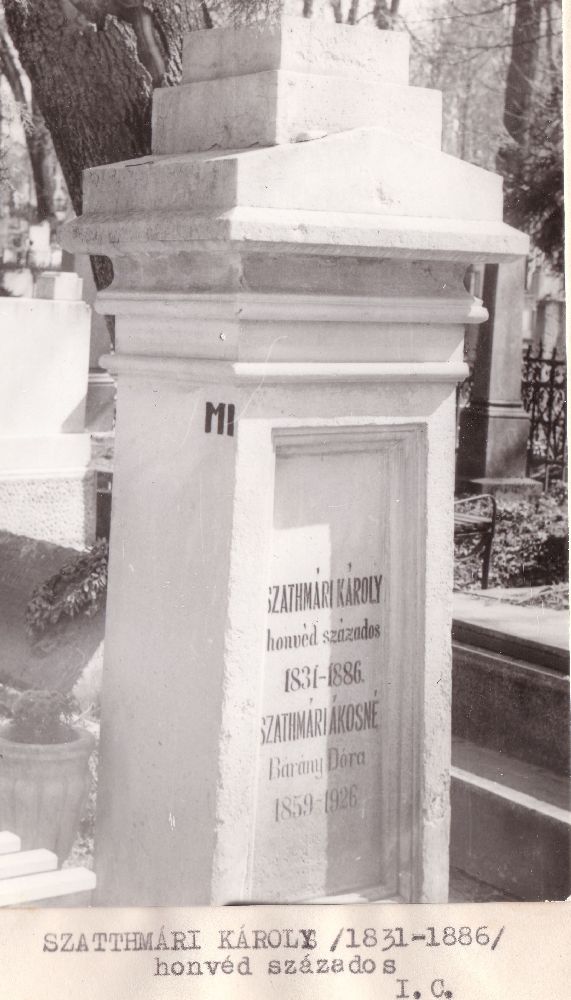 MI
SZATHMÁRI KÁROLY
honvéd százados
1831-1886.
SZATHMÁRI ÁKOSNÉ
Bárány Dóra
1859-1926
SZATTHMÁRI KÁROLY /1831-1886/
honvéd százados
I.C.